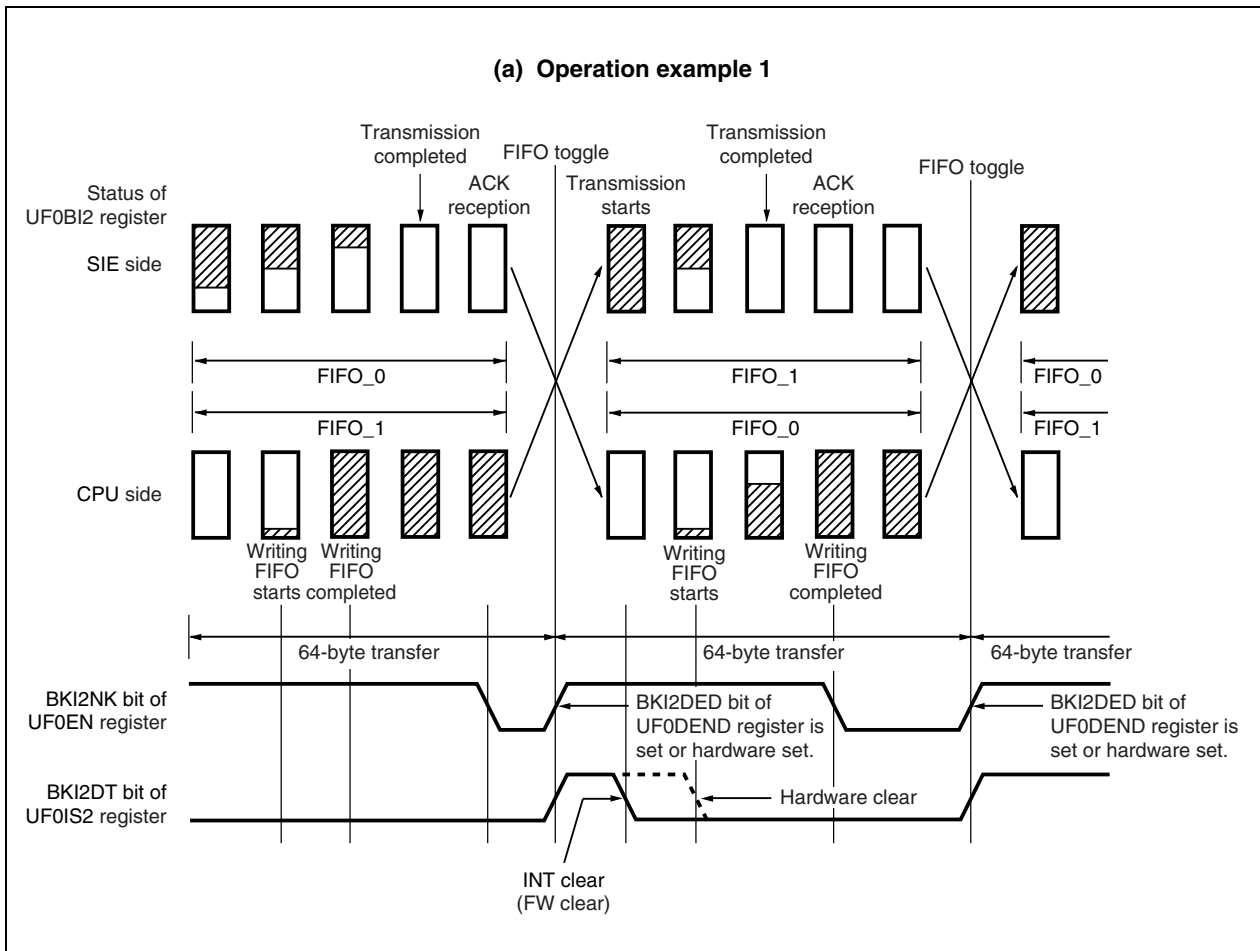 (a) Operation example 1
Transmission
completed
FIFO toggle
Transmission
completed
FIFO toggle
Status of
UF0BI2 register
ACK
reception
Transmission
starts
ACK
reception
SIE side
FIFO_0
FIFO_1
FIFO_0
FIFO_1
FIFO_0
FIFO_1
CPU side
Writing
FIFO
starts
Writing
FIFO
completed
Writing
FIFO
starts
Writing
FIFO
completed
64-byte transfer
64-byte transfer
64-byte transfer
BKI2NK bit of
UF0EN register
BKI2DED bit of
UF0DEND register is
set or hardware set.
BKI2DED bit of
UF0DEND register is
set or hardware set.
BKI2DT bit of
UF0IS2 register
Hardware clear
INT clear
(FW clear)